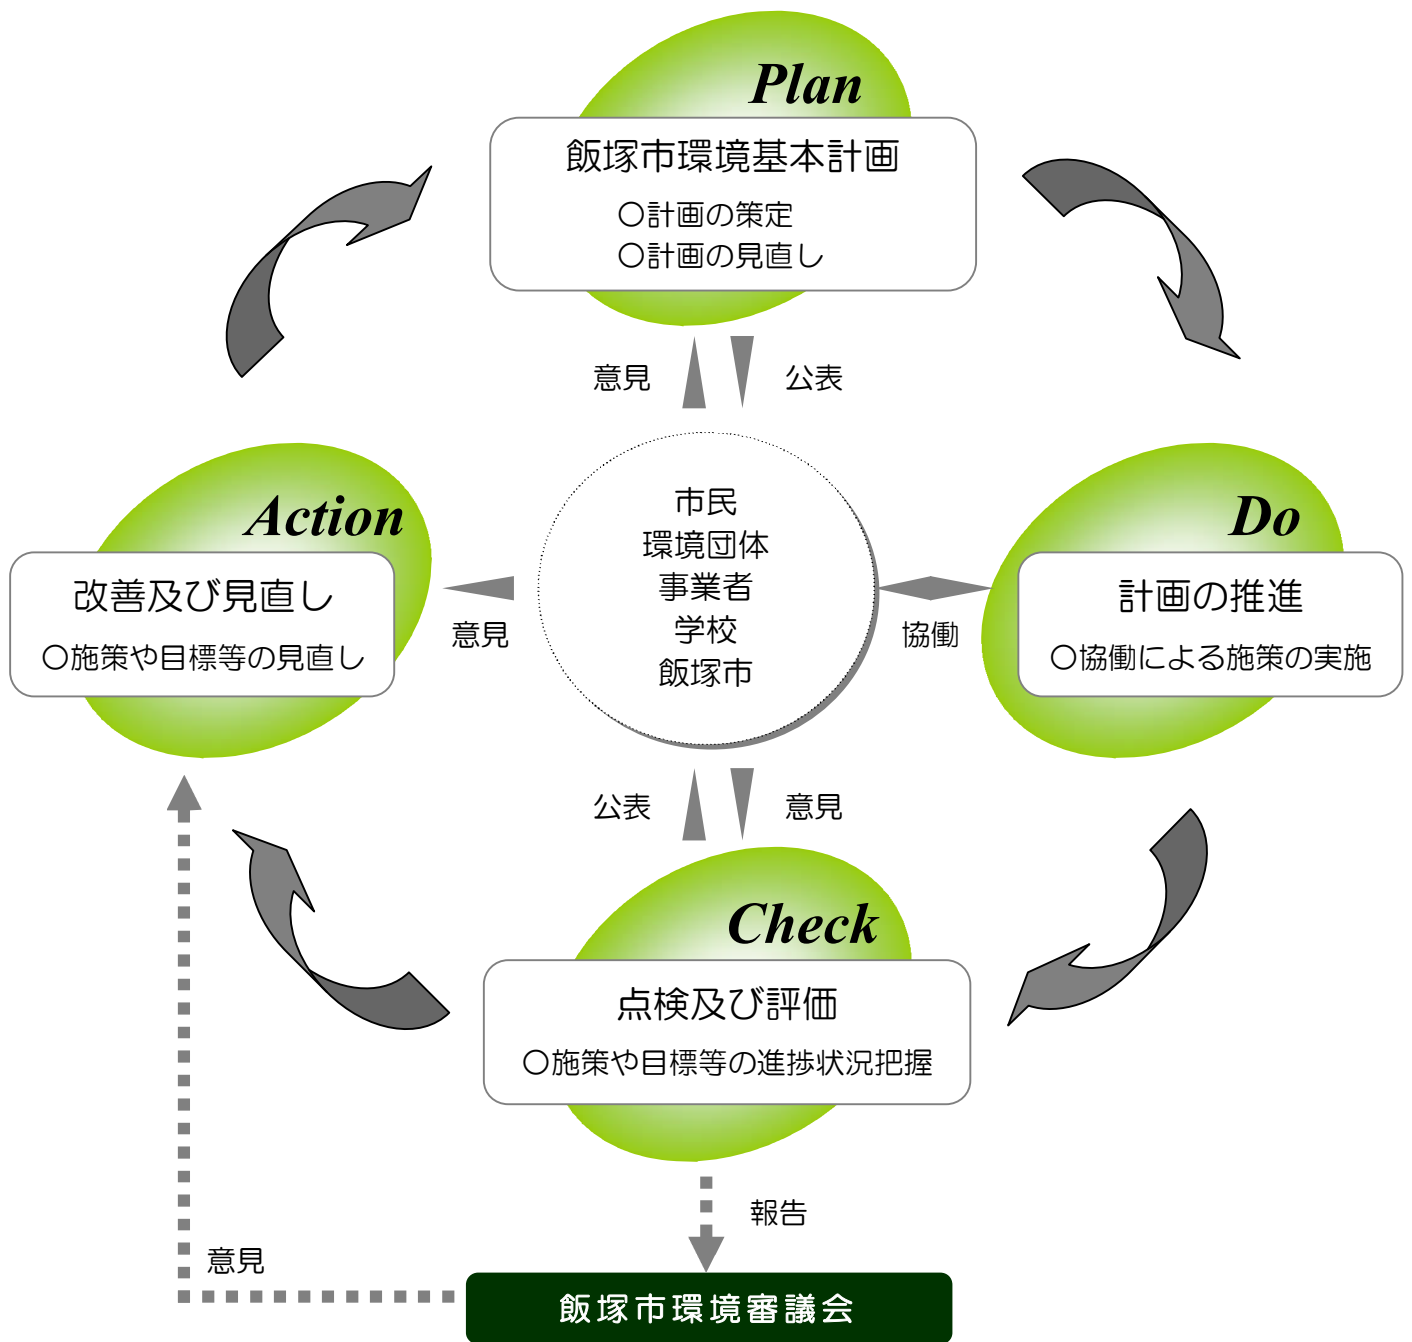 Plan
飯塚市環境基本計画
○計画の策定
○計画の見直し
意見
公表
Action
改善及び見直し
○施策や目標等の見直し
意見
市民
環境団体
事業者
学校
飯塚市
協働
Do
計画の推進
○協働による施策の実施
公表
意見
Check
点検及び評価
○施策や目標等の進捗状況把握
報告
意見
飯塚市環境審議会